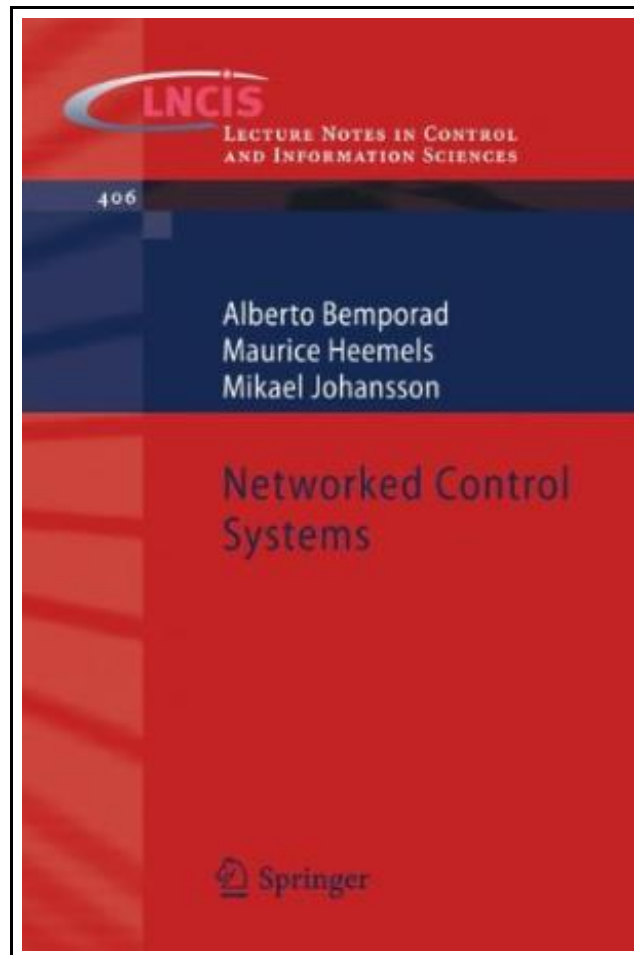 LNCIS
LECTURE NOTES IN CONTROL
AND INFORMATION SCIENCES
406
Alberto Bemporad
Maurice Heemels
Mikael Johansson
Networked Control
Systems
Springer